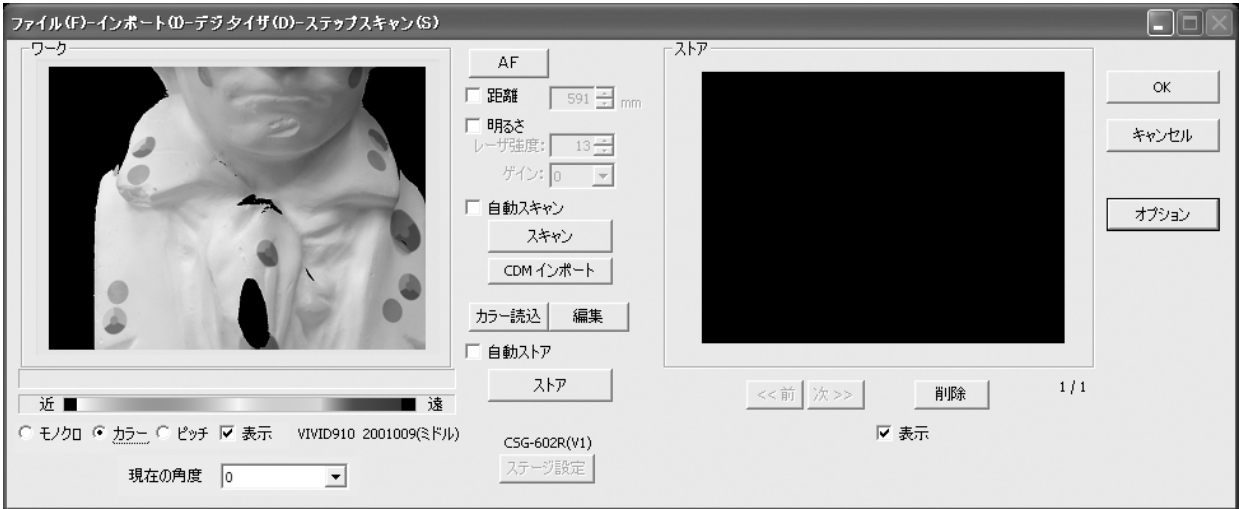 ファイル(F)-インポート(I)-デジタイザ(D)-ステップスキャン(S)
ワーク
AF
距離 591 mm
明るさ
レーザ強度: 13
ゲイン: 0
自動スキャン
スキャン
CDM インポート
カラー読込 編集
自動ストア
ストア
近 遠
モノクロ カラー ピッチ 表示 VIVID910 2001009(ミドル)
現在の角度 0
CSG-602R(V1)
ステージ設定
ストア
<< 前 次 >> 削除 1 / 1
表示
OK
キャンセル
オプション